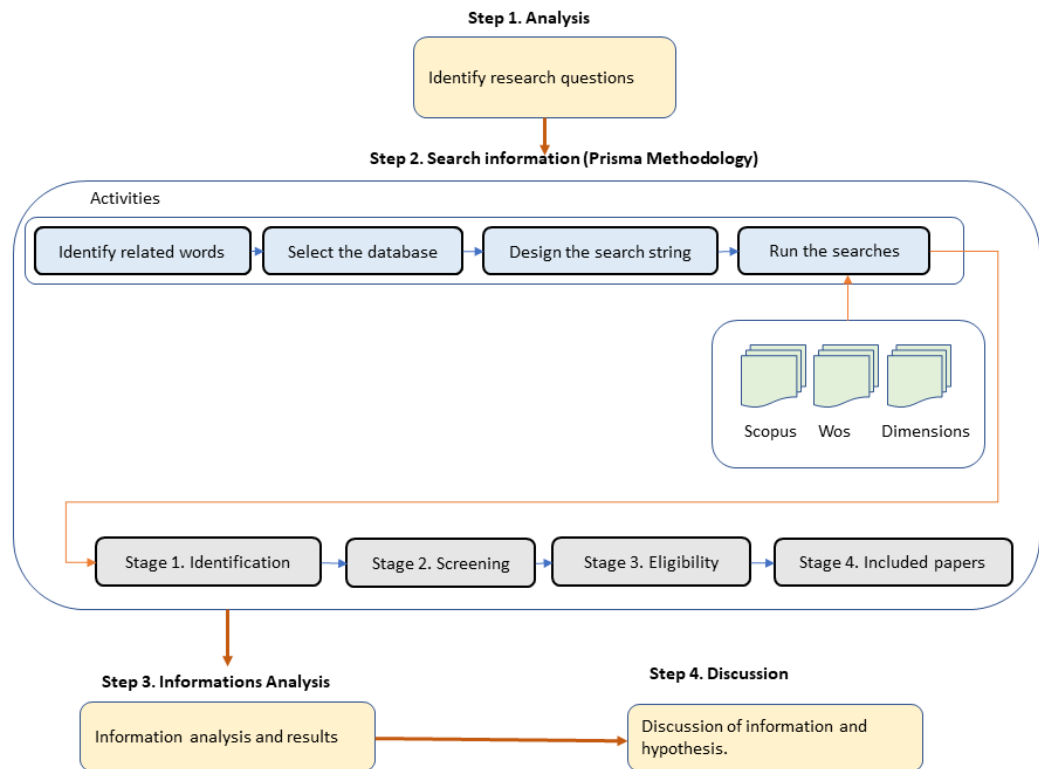 Step 1. Analysis
Identify research questions
Step 2. Search information (Prisma Methodology)
Activities
Identify related words
Select the database
Design the search string
Run the searches
Scopus
Wos
Dimensions
Stage 1. Identification
Stage 2. Screening
Stage 3. Eligibility
Stage 4. Included papers
Step 3. Informations Analysis
Information analysis and results
Step 4. Discussion
Discussion of information and
hypothesis.